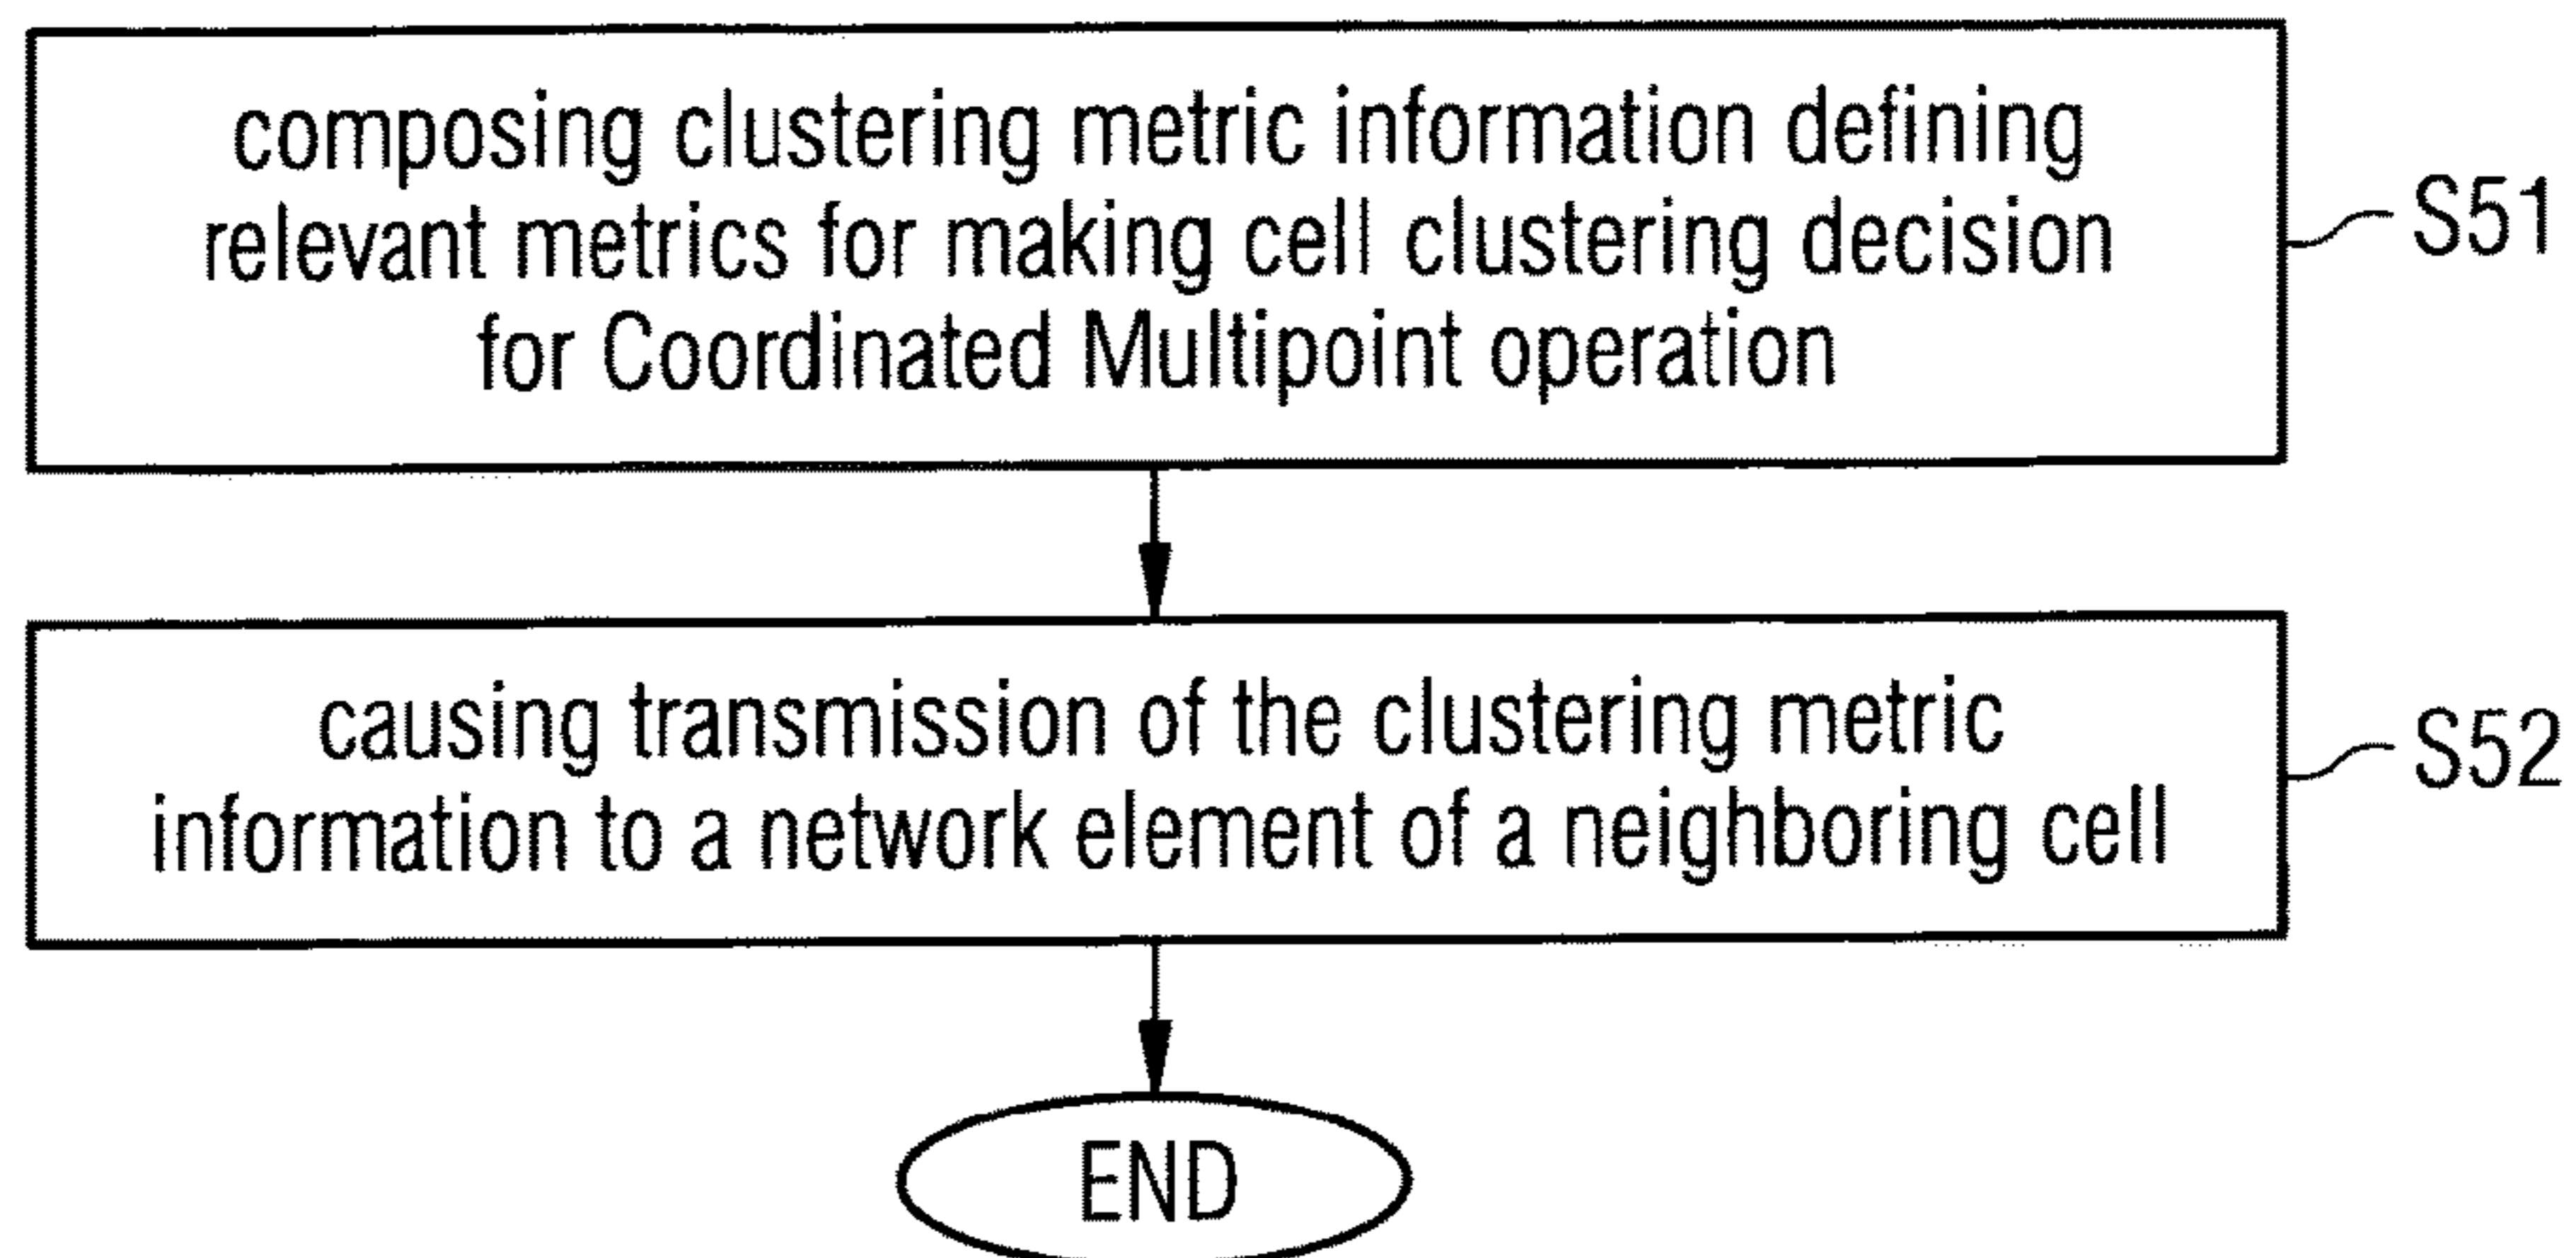 composing clustering metric information defining
relevant metrics for making cell clustering decision
for Coordinated Multipoint operation
S51
causing transmission of the clustering metric
information to a network element of a neighboring cell
S52
END